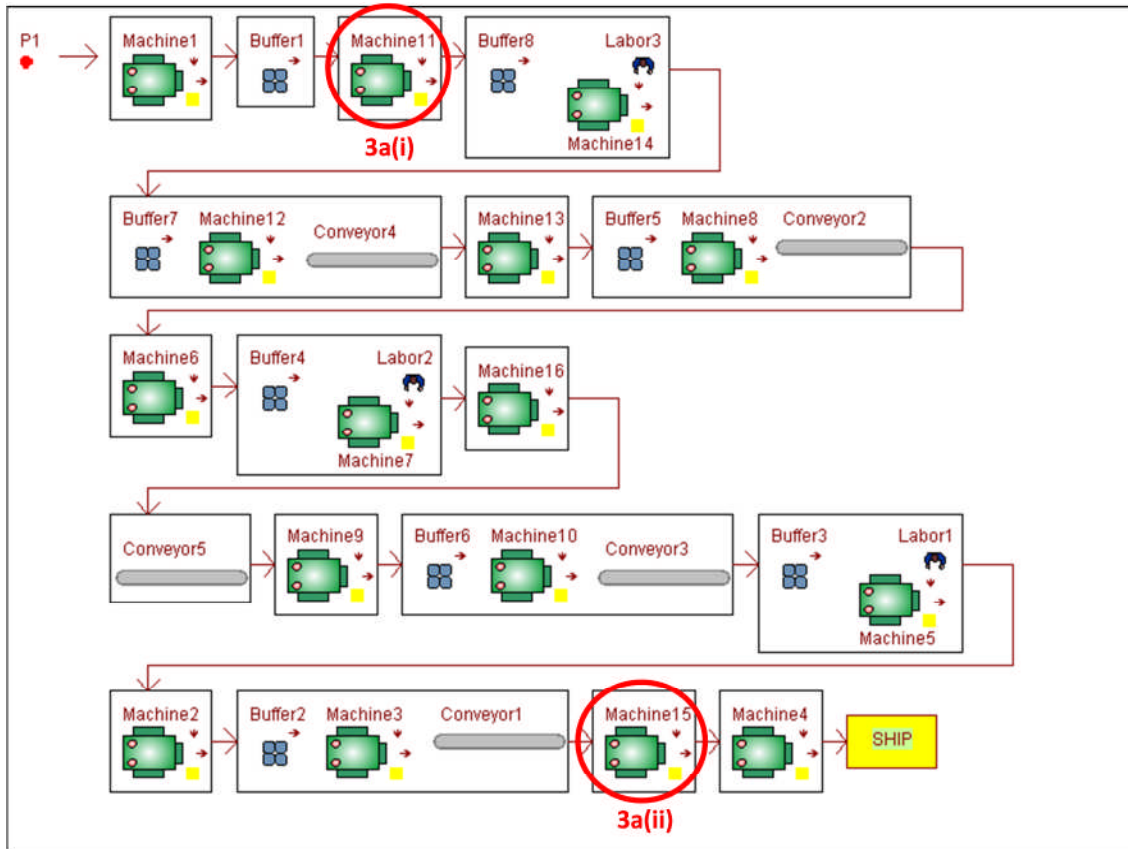 P1
Machine1
Buffer1
Machine11
Buffer8
Labor3
Machine14
3a(i)
Buffer7
Machine12
Conveyor4
Machine13
Buffer5
Machine8
Conveyor2
Machine6
Buffer4
Labor2
Machine7
Machine16
Conveyor5
Machine9
Buffer6
Machine10
Conveyor3
Buffer3
Labor1
Machine5
Machine2
Buffer2
Machine3
Conveyor1
Machine15
Machine4
SHIP
3a(ii)